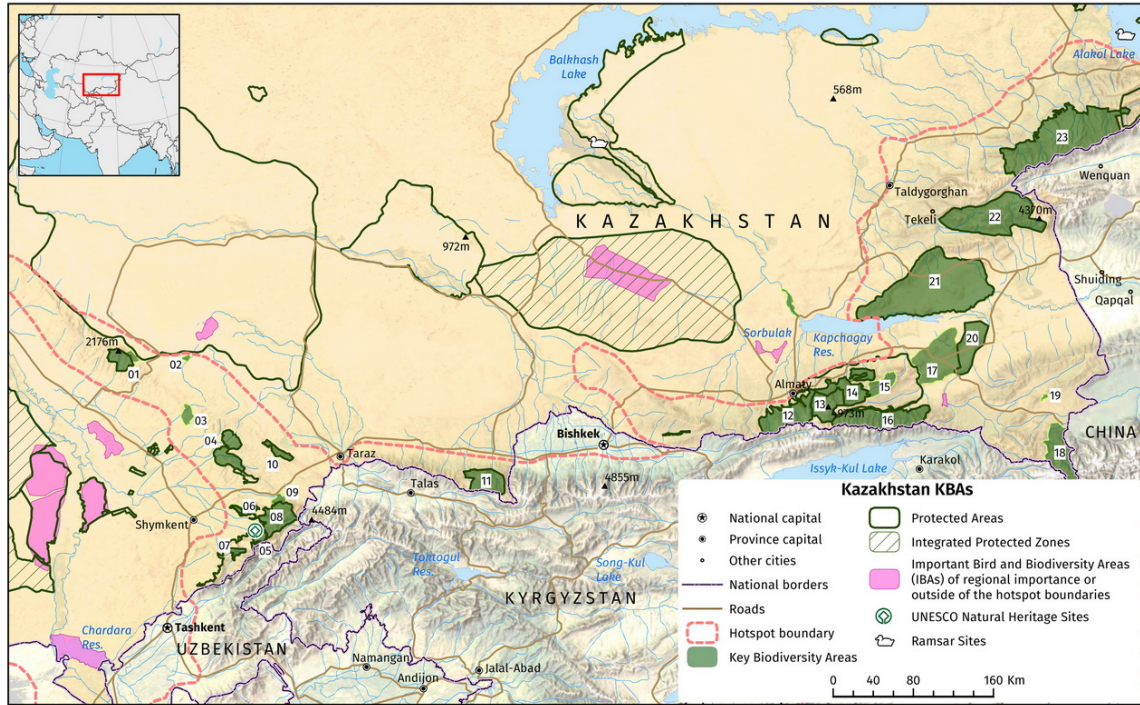 Balkhash
Lake
568m
Alakol Lake
23
Wenquan
Taldygorghan
Tekeli
22
4370m
KAZAKHSTAN
972m
Shuiding
Qapqal
21
2176m
01
02
Sorbulak
Kapchagay
Res.
20
17
Almaty
15
14
13
12
4973m
16
19
03
04
10
Taraz
Bishkek
CHINA
18
Issyk-Kul Lake
Karakol
11
Talas
4855m
09
06
08
4484m
Shymkent
07
05
Toktogul
Res.
Song-Kul
Lake
KYRGYZSTAN
Chardara
Res.
Tashkent
UZBEKISTAN
Namangan
Andijon
Jalal-Abad
Kazakhstan KBAs
National capital
Province capital
Other cities
National borders
Roads
Hotspot boundary
Key Biodiversity Areas
Protected Areas
Integrated Protected Zones
Important Bird and Biodiversity Areas
(IBAs) of regional importance or
outside of the hotspot boundaries
UNESCO Natural Heritage Sites
Ramsar Sites
0 40 80 160 Km